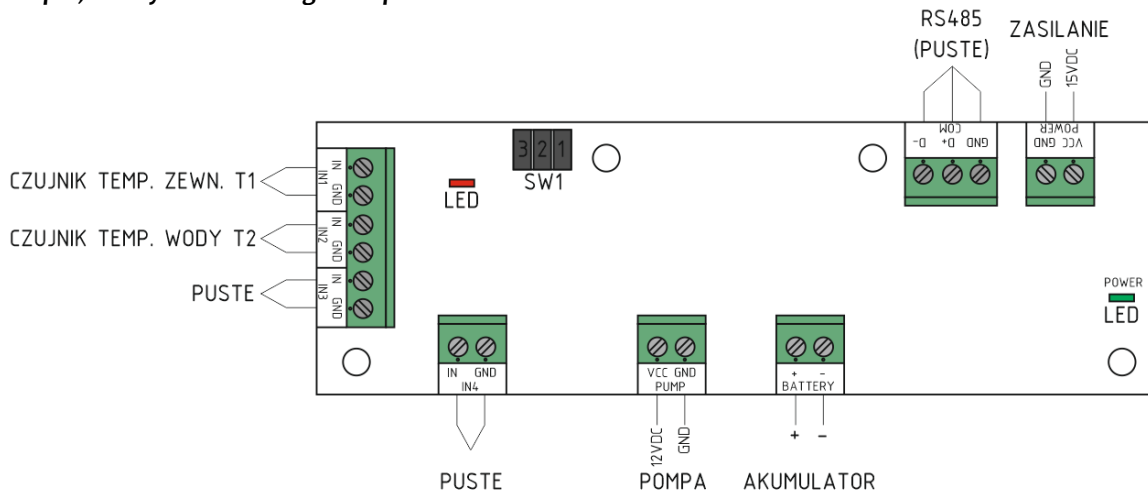 RS485
(PUSTE)
ZASILANIE
GND
15VDC
D-
D+
GND
COM
GND
VCC
POWER
3 2 1
SW1
LED
CZUJNIK TEMP. ZEWN. T1
IN
GND
IN1
CZUJNIK TEMP. WODY T2
IN
GND
IN2
PUSTE
IN
GND
IN3
POWER
LED
IN GND
IN4
VCC GND
PUMP
+ -
BATTERY
12VDC
GND
+ -
PUSTE
POMPA
AKUMULATOR